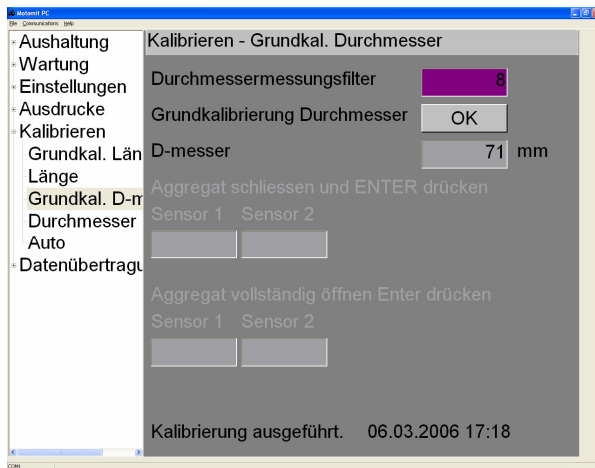 Motomit PC
File Communications Help
Aushaltung
Wartung
Einstellungen
Ausdrucke
Kalibrieren
Grundkal. Län
Länge
Grundkal. D-m
Durchmesser
Auto
Datenübertragu
Kalibrieren - Grundkal. Durchmesser
Durchmessermessungsfilter 8
Grundkalibrierung Durchmesser OK
D-messer 71 mm
Aggregat schliessen und ENTER drücken
Sensor 1 Sensor 2
Aggregat vollständig öffnen Enter drücken
Sensor 1 Sensor 2
Kalibrierung ausgeführt. 06.03.2006 17:18
COM1